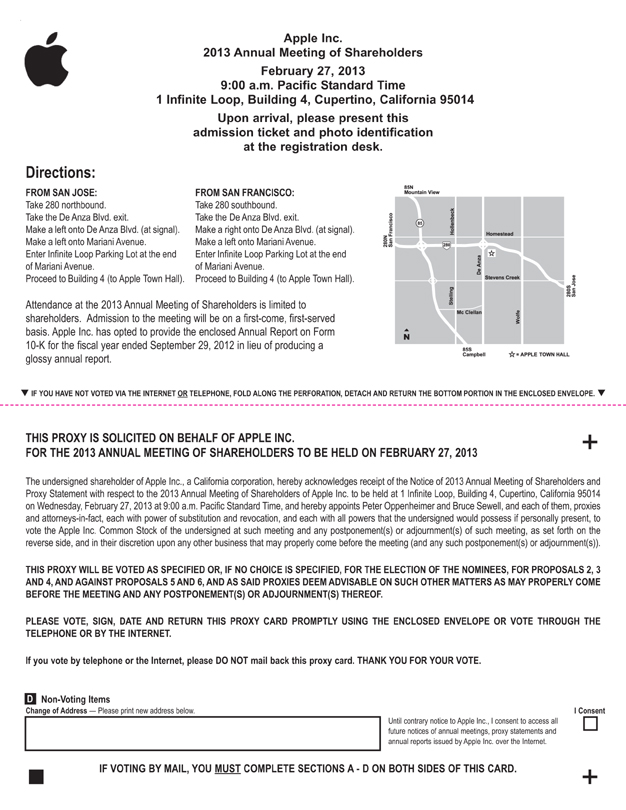 Apple Inc.
2013 Annual Meeting of Shareholders
February 27, 2013
9:00 a.m. Pacific Standard Time
1 Infinite Loop, Building 4, Cupertino, California 95014
Upon arrival, please present this
admission ticket and photo identification
at the registration desk.
Directions:
FROM SAN JOSE:
Take 280 northbound.
Take the De Anza Blvd. exit.
Make a left onto De Anza Blvd. (at signal).
Make a left onto Mariani Avenue.
Enter Infinite Loop Parking Lot at the end
of Mariani Avenue.
Proceed to Building 4 (to Apple Town Hall).
FROM SAN FRANCISCO:
Take 280 southbound.
Take the De Anza Blvd. exit.
Make a right onto De Anza Blvd. (at signal).
Make a left onto Mariani Avenue.
Enter Infinite Loop Parking Lot at the end
of Mariani Avenue.
Proceed to Building 4 (to Apple Town Hall).
85N
Mountain View
280N
San Francisco
85
Hollenbeck
280
Homestead
De Anza
Stevens Creek
Stelling
Mc Clellan
Wolfe
280S
San Jose
N
85S
Campbell
☆ = APPLE TOWN HALL
Attendance at the 2013 Annual Meeting of Shareholders is limited to
shareholders. Admission to the meeting will be on a first-come, first-served
basis. Apple Inc. has opted to provide the enclosed Annual Report on Form
10-K for the fiscal year ended September 29, 2012 in lieu of producing a
glossy annual report.
▼ IF YOU HAVE NOT VOTED VIA THE INTERNET OR TELEPHONE, FOLD ALONG THE PERFORATION, DETACH AND RETURN THE BOTTOM PORTION IN THE ENCLOSED ENVELOPE. ▼
THIS PROXY IS SOLICITED ON BEHALF OF APPLE INC.
FOR THE 2013 ANNUAL MEETING OF SHAREHOLDERS TO BE HELD ON FEBRUARY 27, 2013
The undersigned shareholder of Apple Inc., a California corporation, hereby acknowledges receipt of the Notice of 2013 Annual Meeting of Shareholders and
Proxy Statement with respect to the 2013 Annual Meeting of Shareholders of Apple Inc. to be held at 1 Infinite Loop, Building 4, Cupertino, California 95014
on Wednesday, February 27, 2013 at 9:00 a.m. Pacific Standard Time, and hereby appoints Peter Oppenheimer and Bruce Sewell, and each of them, proxies
and attorneys-in-fact, each with power of substitution and revocation, and each with all powers that the undersigned would possess if personally present, to
vote the Apple Inc. Common Stock of the undersigned at such meeting and any postponement(s) or adjournment(s) of such meeting, as set forth on the
reverse side, and in their discretion upon any other business that may properly come before the meeting (and any such postponement(s) or adjournment(s)).
THIS PROXY WILL BE VOTED AS SPECIFIED OR, IF NO CHOICE IS SPECIFIED, FOR THE ELECTION OF THE NOMINEES, FOR PROPOSALS 2, 3
AND 4, AND AGAINST PROPOSALS 5 AND 6, AND AS SAID PROXIES DEEM ADVISABLE ON SUCH OTHER MATTERS AS MAY PROPERLY COME
BEFORE THE MEETING AND ANY POSTPONEMENT(S) OR ADJOURNMENT(S) THEREOF.
PLEASE VOTE, SIGN, DATE AND RETURN THIS PROXY CARD PROMPTLY USING THE ENCLOSED ENVELOPE OR VOTE THROUGH THE
TELEPHONE OR BY THE INTERNET.
If you vote by telephone or the Internet, please DO NOT mail back this proxy card. THANK YOU FOR YOUR VOTE.
D Non-Voting Items
Change of Address — Please print new address below.
I Consent
Until contrary notice to Apple Inc., I consent to access all
future notices of annual meetings, proxy statements and
annual reports issued by Apple Inc. over the Internet.
IF VOTING BY MAIL, YOU MUST COMPLETE SECTIONS A - D ON BOTH SIDES OF THIS CARD.